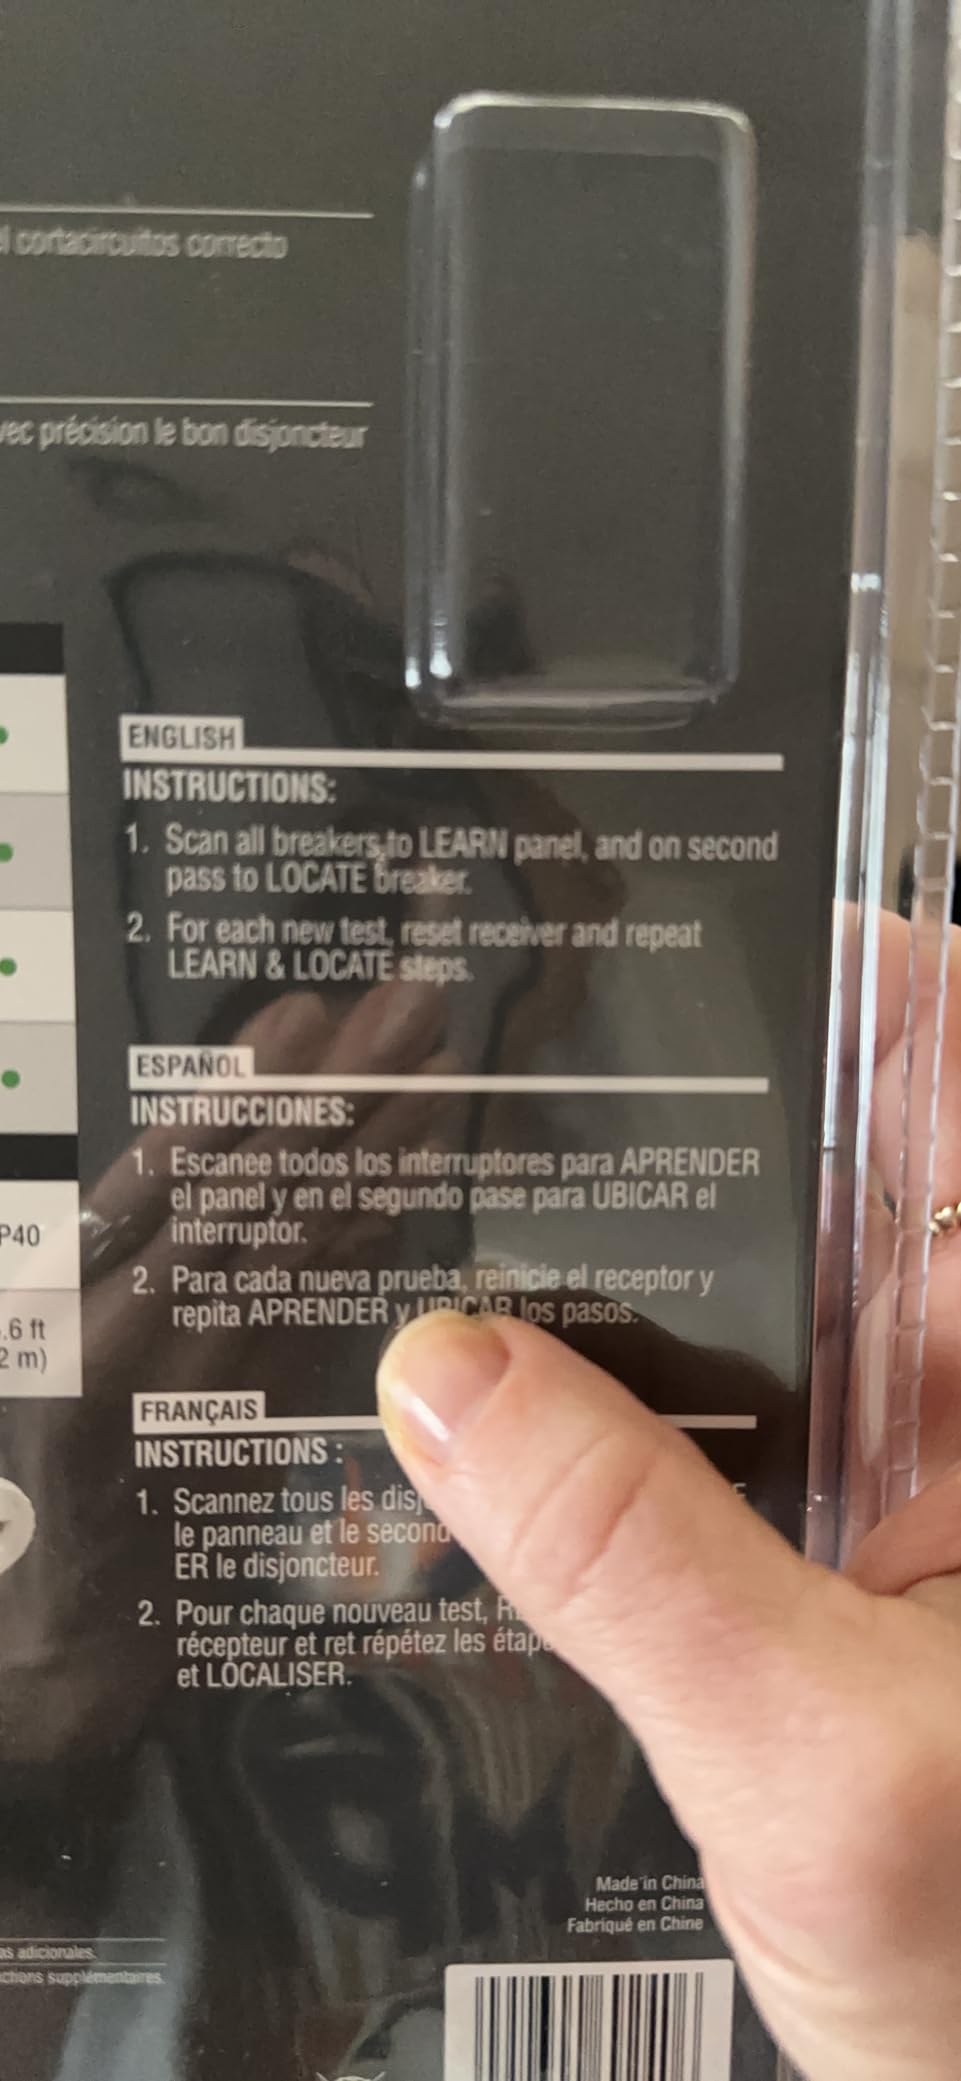 cortacircuitos correcto
précision le bon disjoncteur
ENGLISH
INSTRUCTIONS:
1. Scan all breakers to LEARN panel, and on second
pass to LOCATE breaker.
2. For each new test, reset receiver and repeat
LEARN & LOCATE steps.
ESPAÑOL
INSTRUCCIONES:
1. Escanee todos los interruptores para APRENDER
el panel y en el segundo pase para UBICAR el
interruptor.
P40
2. Para cada nueva prueba, reinicie el receptor y
repita APRENDER y UBICAR los pasos.
.6 ft
2 m)
FRANÇAIS
INSTRUCTIONS :
1. Scannez tous les
le panneau et le second
ER le disjoncteur.
2. Pour chaque nouveau test,
récepteur et ret répétez les
et LOCALISER.
Made in China
Hecho en China
Fabriqué en Chine
adicionales.
supplémentaires.